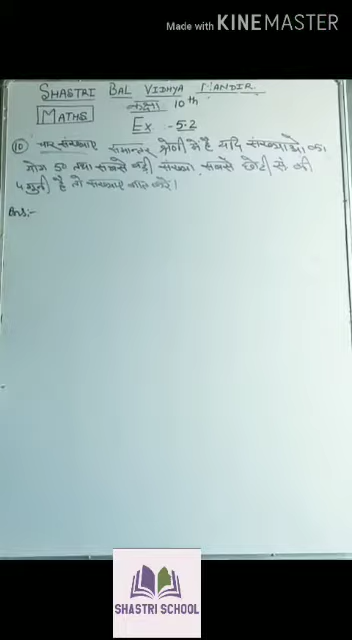 Made with KINEMASTER
SHASTRI BAL VIDHYA MANDIR
कक्षा 10th
MATHS
Ex :- 5.2
10 चार संख्याए समान्तर श्रेणी में है यदि संख्याओ का
योग 50 तथा सबसे बड़ी संख्या, सबसे छोटी सं. की
4 गुनी है तो संख्याए ज्ञात करे।
Ans:-
SHASTRI SCHOOL